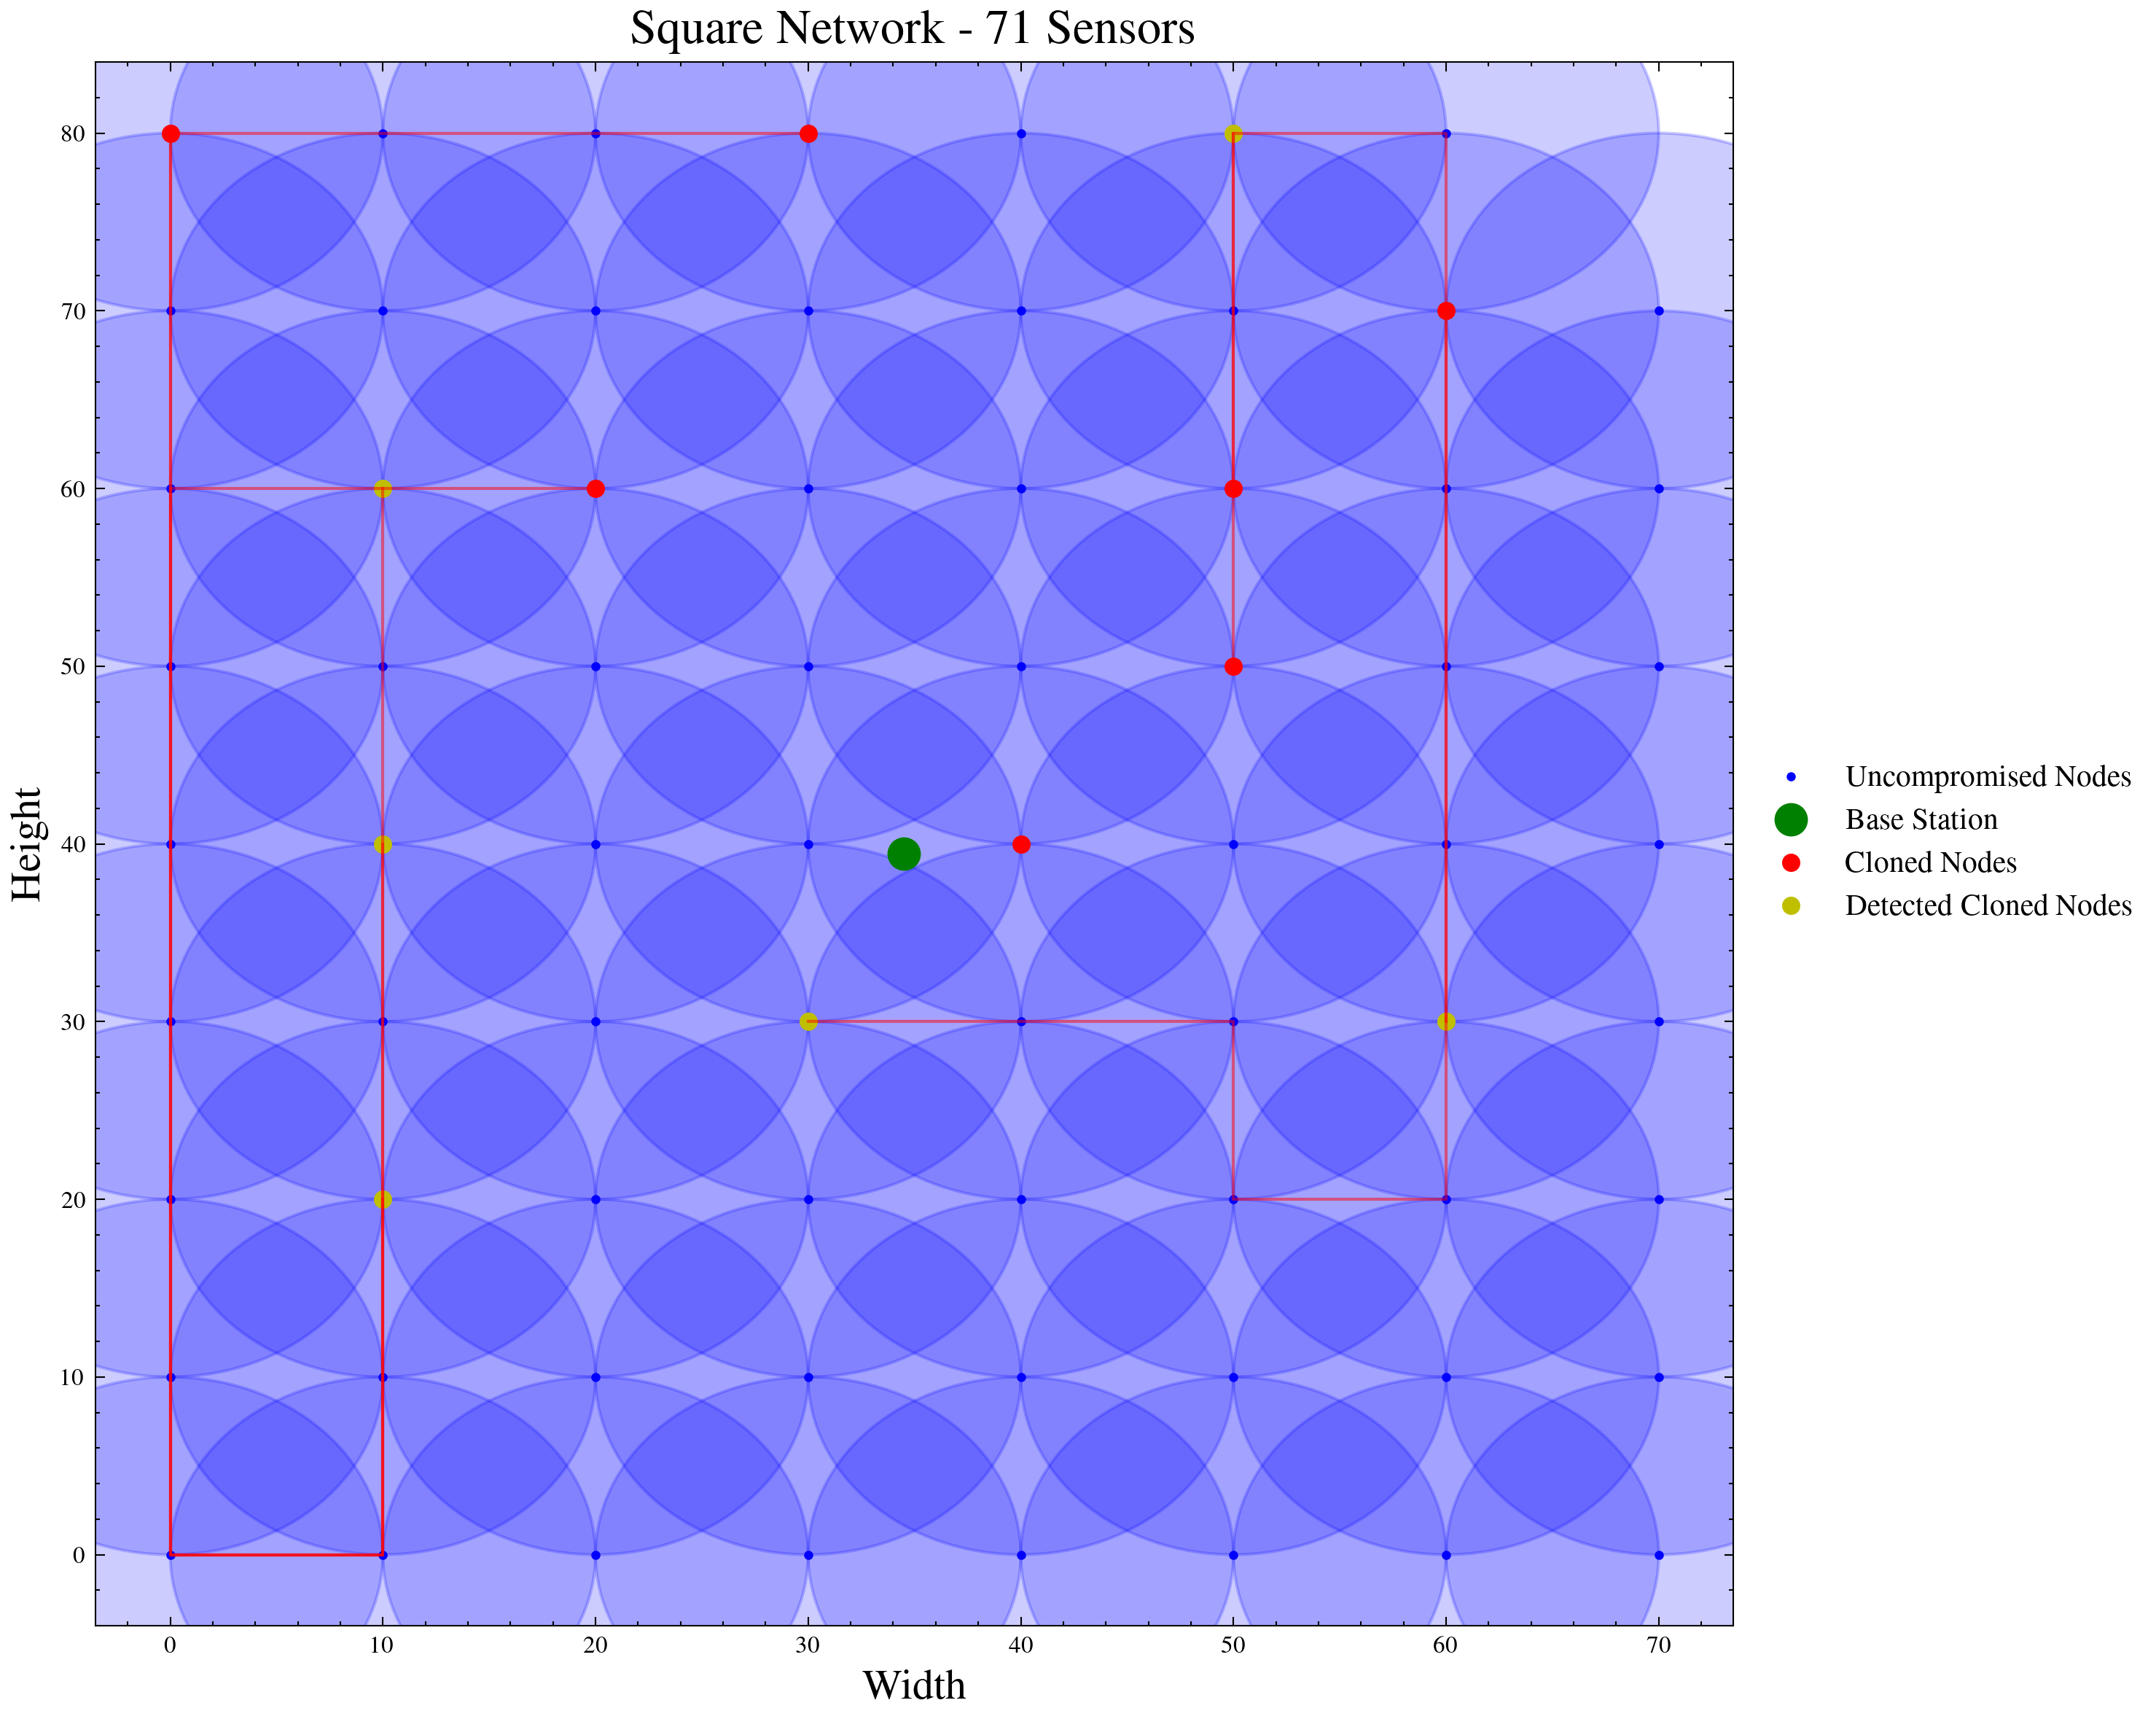 Square Network - 71 Sensors
80
70
60
50
40
30
20
10
0
Height
0 10 20 30 40 50 60 70
Width
Uncompromised Nodes
Base Station
Cloned Nodes
Detected Cloned Nodes